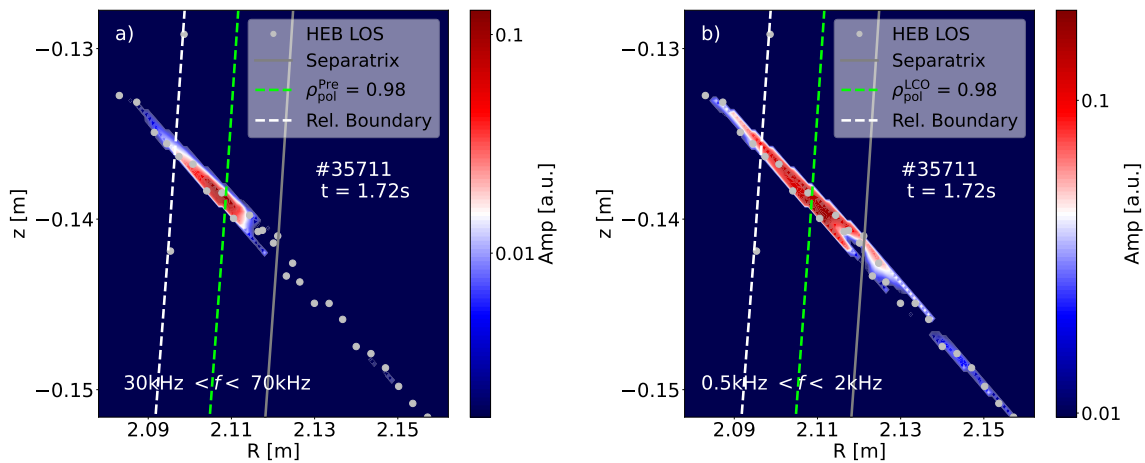 a)
HEB LOS
Separatrix
ρ_pol^Pre = 0.98
Rel. Boundary
#35711
t = 1.72s
30kHz < f < 70kHz
−0.13
−0.14
−0.15
z [m]
2.09 2.11 2.13 2.15
R [m]
0.1
0.01
Amp [a.u.]
b)
HEB LOS
Separatrix
ρ_pol^LCO = 0.98
Rel. Boundary
#35711
t = 1.72s
0.5kHz < f < 2kHz
−0.13
−0.14
−0.15
z [m]
2.09 2.11 2.13 2.15
R [m]
0.1
0.01
Amp [a.u.]